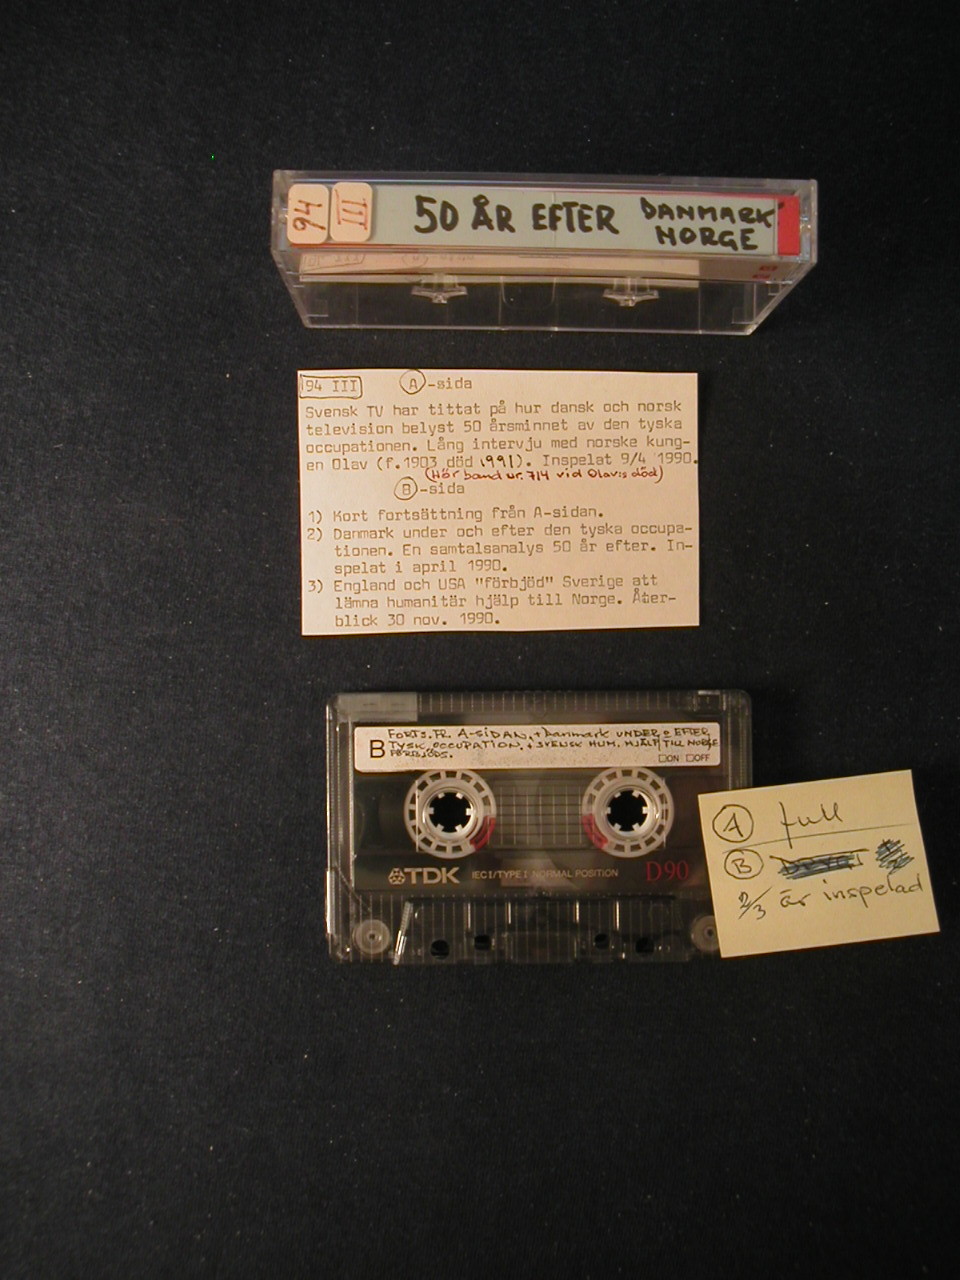 94 III 50 ÅR EFTER DANMARK
NORGE
94 III A-sida
Svensk TV har tittat på hur dansk och norsk
television belyst 50 årsminnet av den tyska
occupationen. Lång intervju med norske kung-
en Olav (f.1903 död 1991). Inspelat 9/4 1990.
(Hör band nr. 714 vid Olavs död)
B-sida
1) Kort fortsättning från A-sidan.
2) Danmark under och efter den tyska occupa-
tionen. En samtalsanalys 50 år efter. In-
spelat i april 1990.
3) England och USA "förbjöd" Sverige att
lämna humanitär hjälp till Norge. Åter-
blick 30 nov. 1990.
B FORTS. FR. A-SIDAN, + Danmark UNDER o EFTER
TYSK OCCUPATION, + SVENSK HUM. HJÄLP TILL NORGE
FÖRBJÖDS.
ON OFF
TDK IECI/TYPE I NORMAL POSITION D90
A full
B
2/3 är inspelad